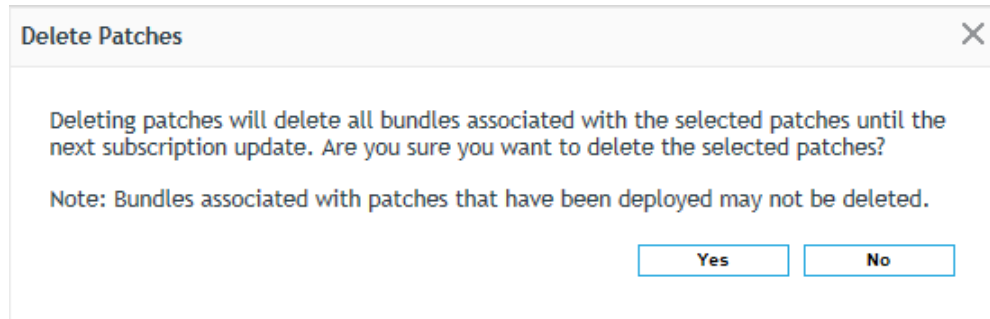 Delete Patches
Deleting patches will delete all bundles associated with the selected patches until the
next subscription update. Are you sure you want to delete the selected patches?
Note: Bundles associated with patches that have been deployed may not be deleted.
Yes No